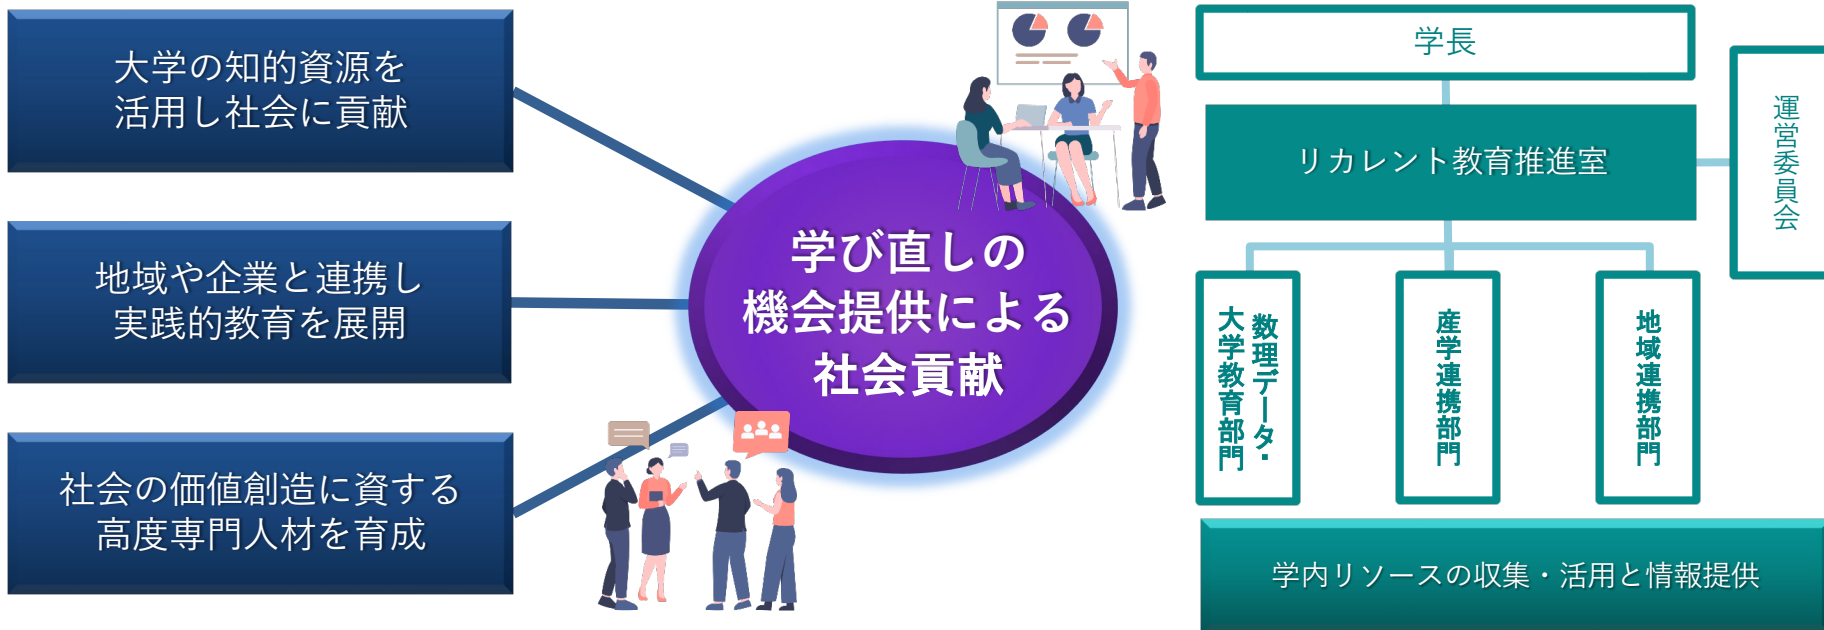 大学の知的資源を
活用し社会に貢献
地域や企業と連携し
実践的教育を展開
社会の価値創造に資する
高度専門人材を育成
学び直しの
機会提供による
社会貢献
学長
リカレント教育推進室
運営委員会
数理データ・
大学教育部門
産学連携部門
地域連携部門
学内リソースの収集・活用と情報提供